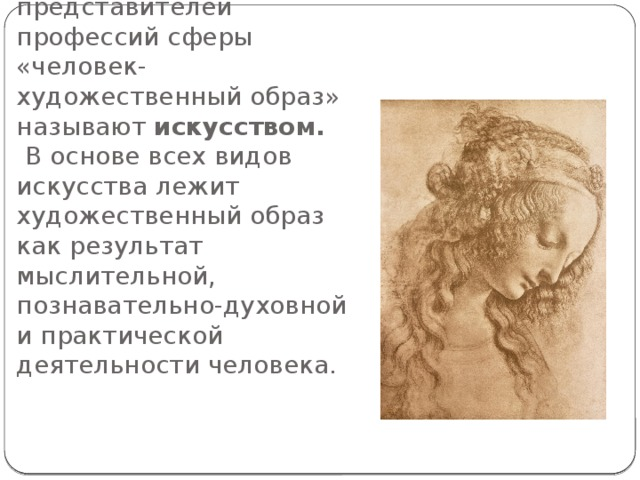 представителей
профессий сферы
«человек-
художественный образ»
называют искусством.
В основе всех видов
искусства лежит
художественный образ
как результат
мыслительной,
познавательно-духовной
и практической
деятельности человека.